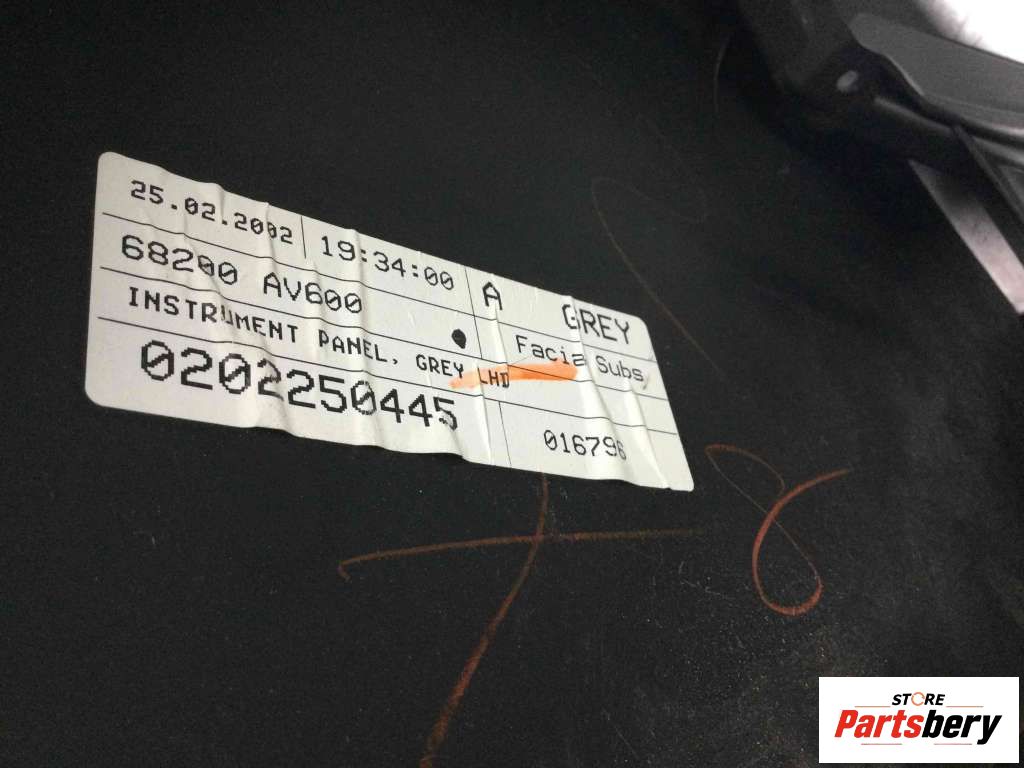 25.02.2002 19:34:00 A GREY
68200 AV600 Facia Subs
INSTRUMENT PANEL, GREY LHD
0202250445 016796
78
STORE
Partsbery